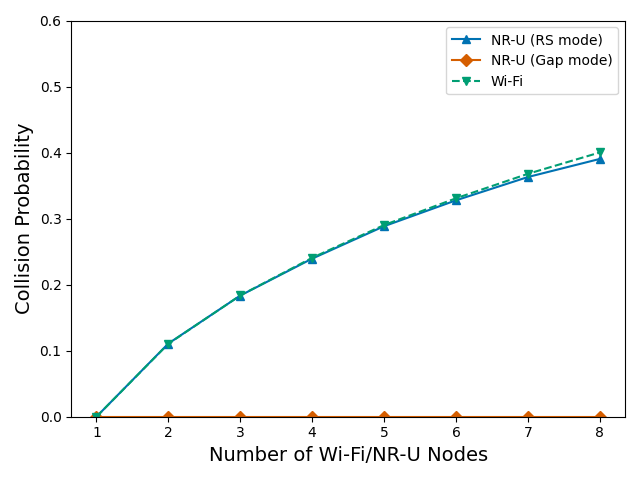 0.6
0.5
0.4
0.3
0.2
0.1
0.0
Collision Probability
NR-U (RS mode)
NR-U (Gap mode)
Wi-Fi
1 2 3 4 5 6 7 8
Number of Wi-Fi/NR-U Nodes